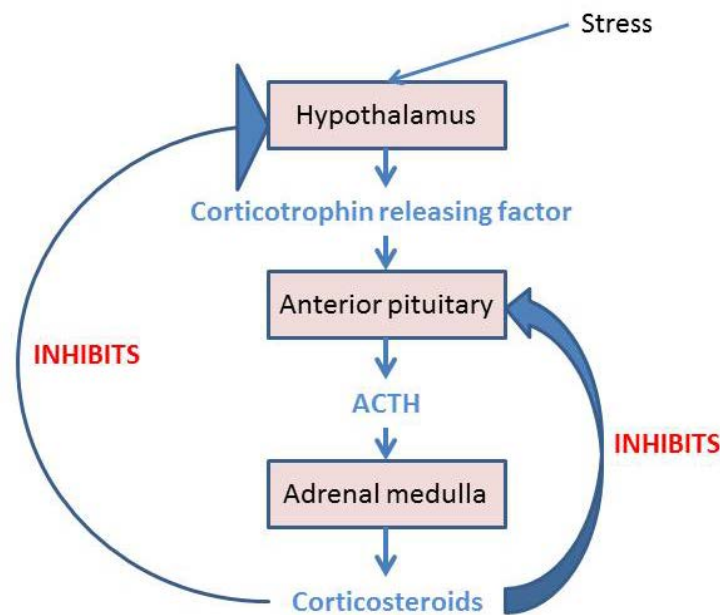 Stress
Hypothalamus
Corticotrophin releasing factor
Anterior pituitary
INHIBITS
ACTH
INHIBITS
Adrenal medulla
Corticosteroids